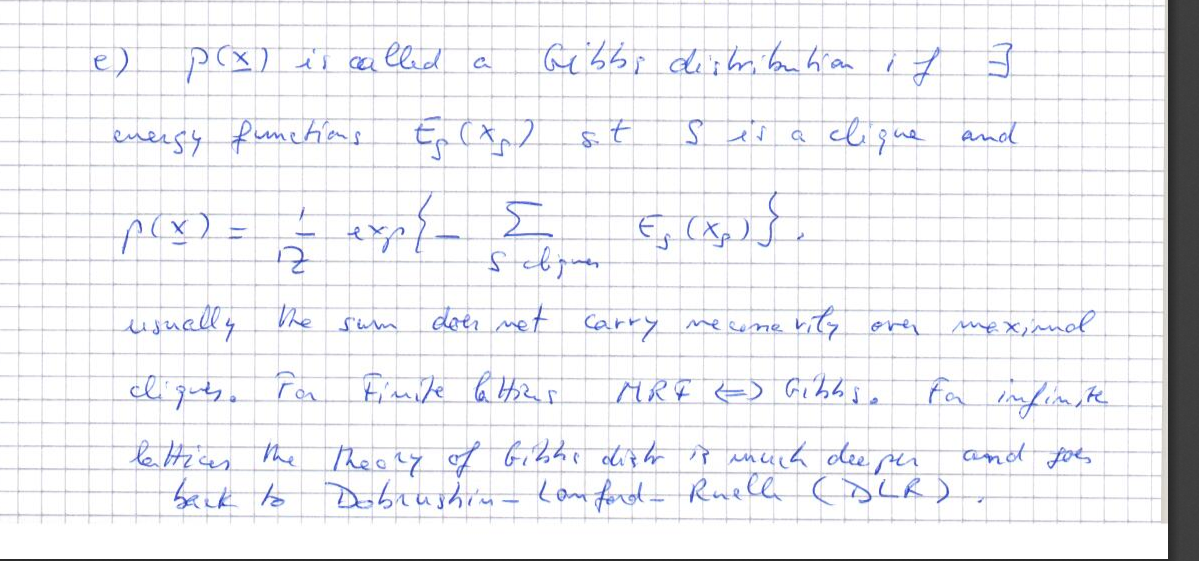 e) p(x) is called a Gibbs distribution if ∃
energy functions E_S(x_S) s.t S is a clique and
p(x) = 1/Z exp{ - Σ_{S cliques} E_S(x_S) }.
usually the sum does not carry necessarily over maximal
cliques. For Finite lattices MRF <=> Gibbs. For infinite
lattices the theory of Gibbs distr is much deeper and goes
back to Dobrushin - Lanford - Ruelle (DLR).